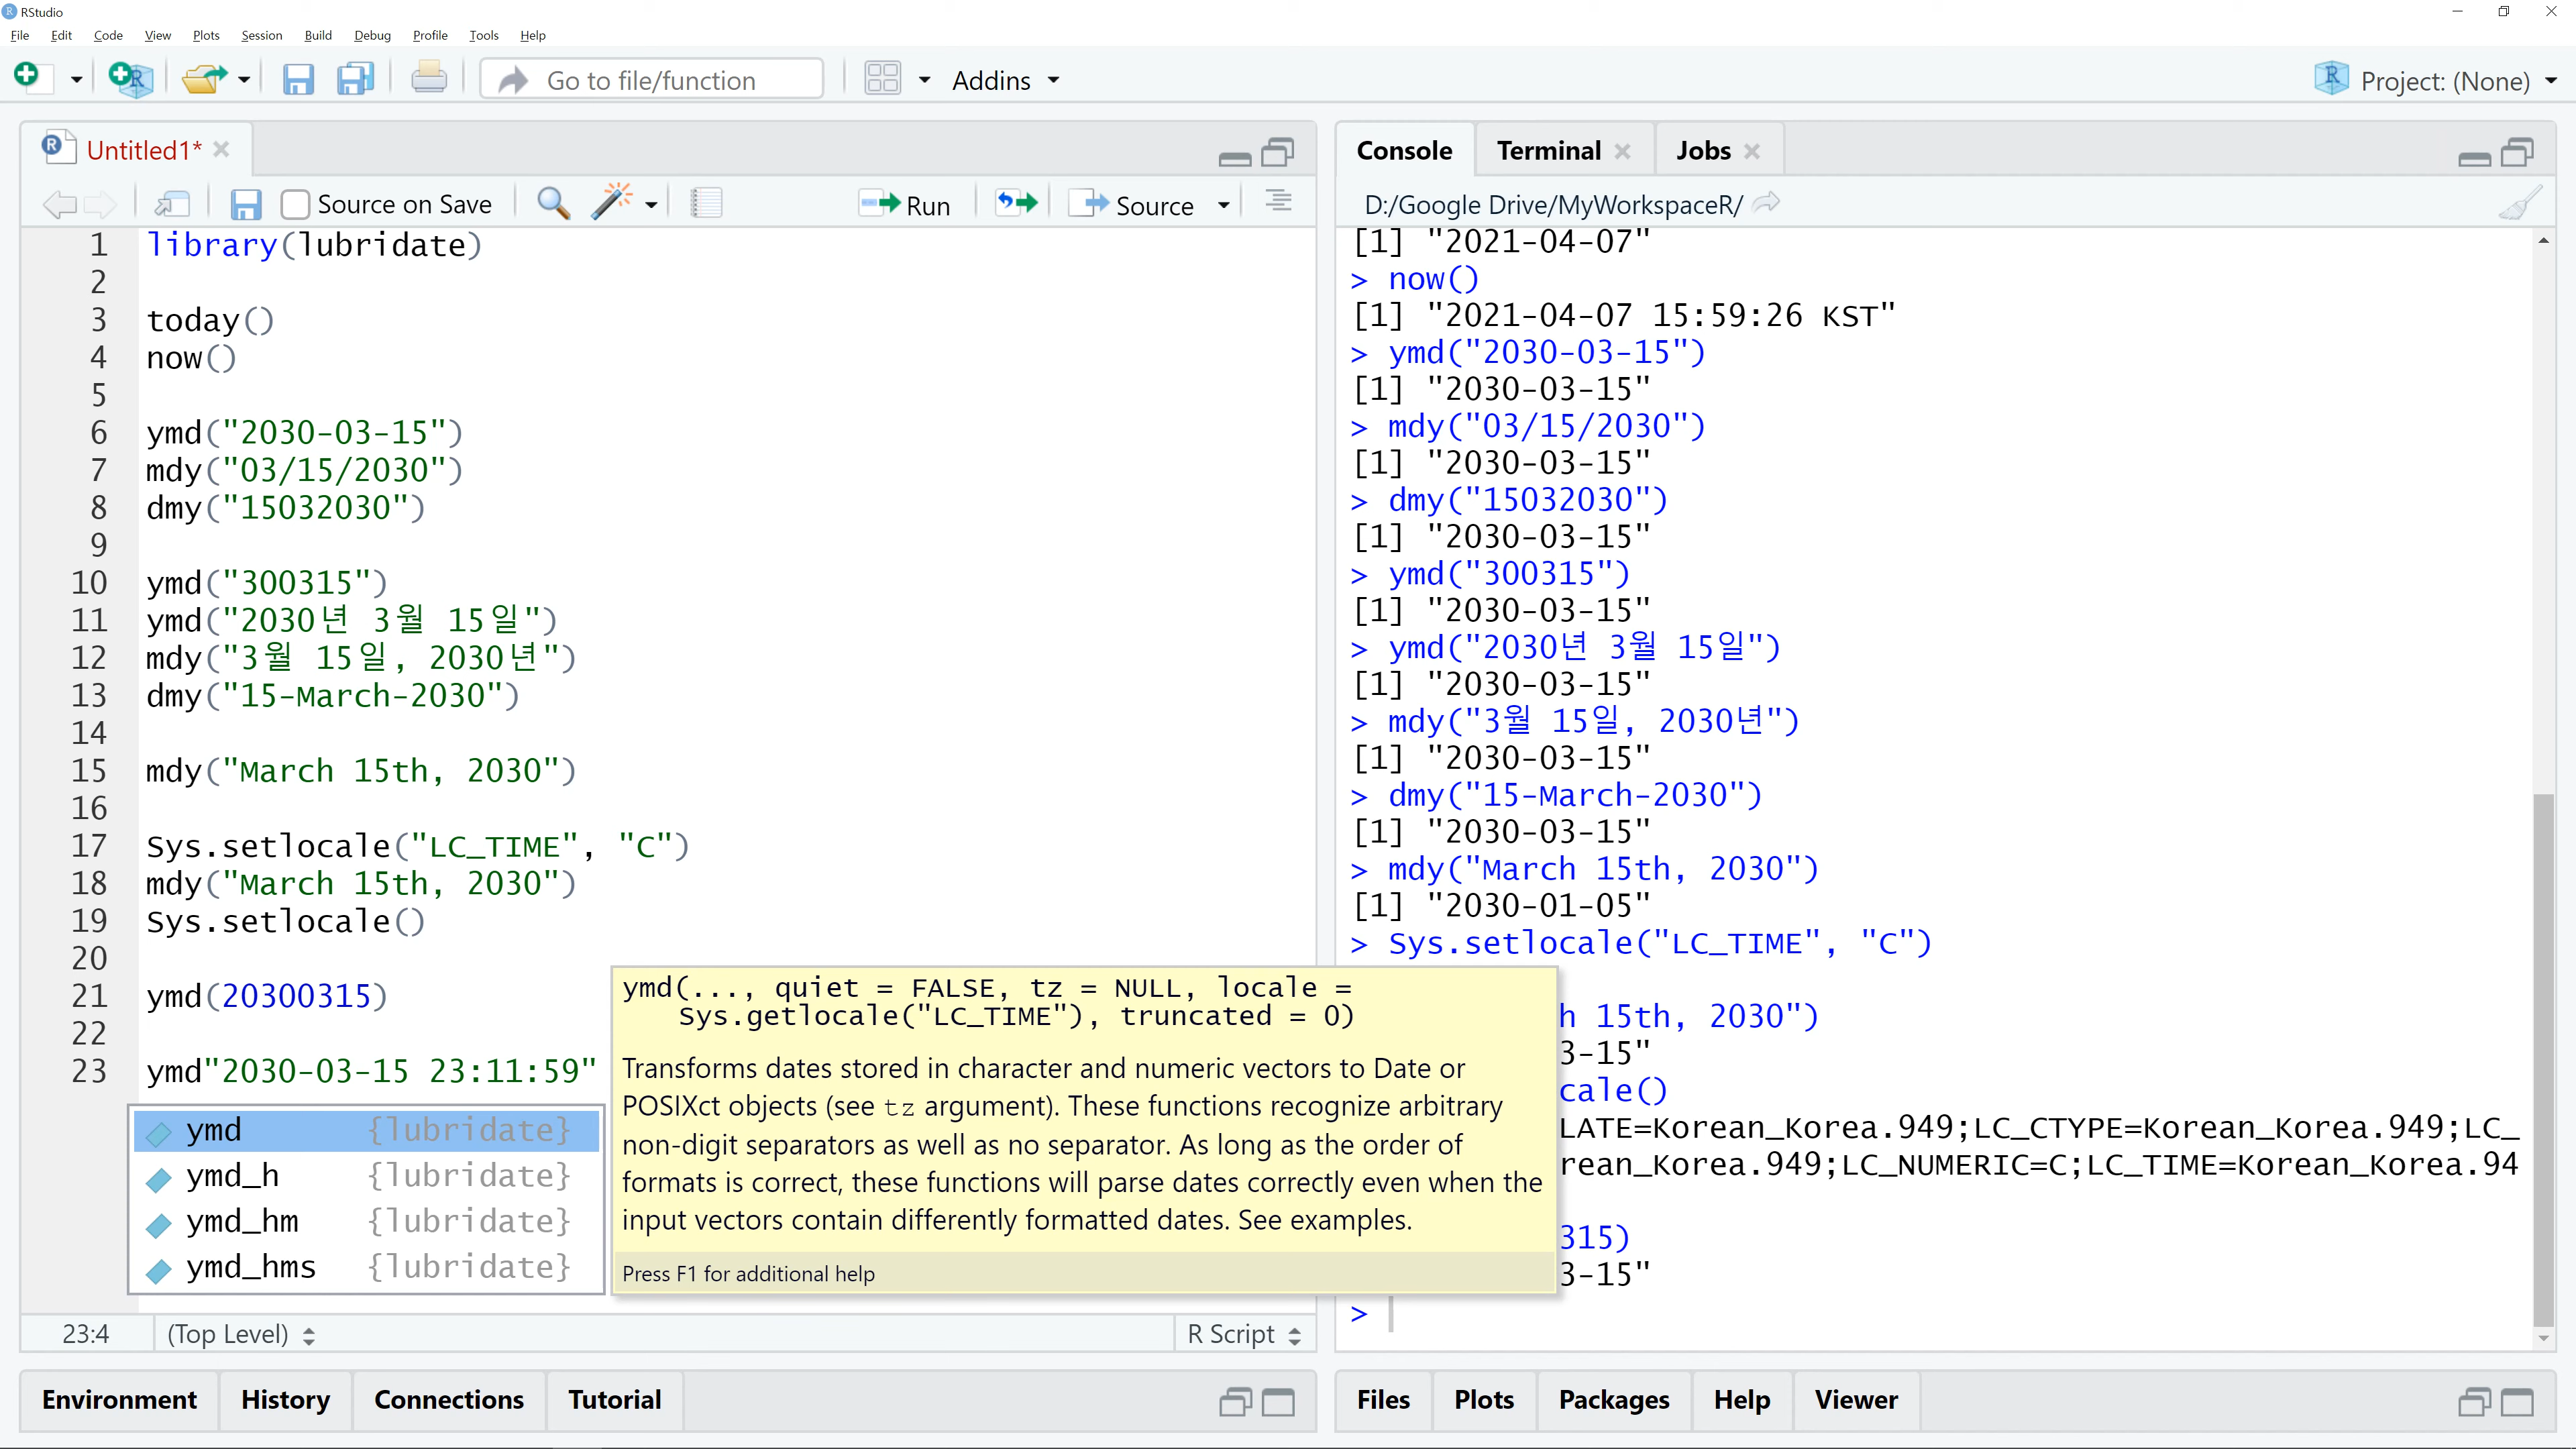 RStudio
File Edit Code View Plots Session Build Debug Profile Tools Help
Go to file/function
Addins
Project: (None)
Untitled1*
Source on Save
Run
Source
1 library(lubridate)
2
3 today()
4 now()
5
6 ymd("2030-03-15")
7 mdy("03/15/2030")
8 dmy("15032030")
9
10 ymd("300315")
11 ymd("2030년 3월 15일")
12 mdy("3월 15일, 2030년")
13 dmy("15-March-2030")
14
15 mdy("March 15th, 2030")
16
17 Sys.setlocale("LC_TIME", "C")
18 mdy("March 15th, 2030")
19 Sys.setlocale()
20
21 ymd(20300315)
22
23 ymd"2030-03-15 23:11:59"
ymd {lubridate}
ymd_h {lubridate}
ymd_hm {lubridate}
ymd_hms {lubridate}
ymd(..., quiet = FALSE, tz = NULL, locale =
Sys.getlocale("LC_TIME"), truncated = 0)
Transforms dates stored in character and numeric vectors to Date or
POSIXct objects (see tz argument). These functions recognize arbitrary
non-digit separators as well as no separator. As long as the order of
formats is correct, these functions will parse dates correctly even when the
input vectors contain differently formatted dates. See examples.
Press F1 for additional help
23:4 (Top Level) R Script
Console Terminal Jobs
D:/Google Drive/MyWorkspaceR/
[1] "2021-04-07"
> now()
[1] "2021-04-07 15:59:26 KST"
> ymd("2030-03-15")
[1] "2030-03-15"
> mdy("03/15/2030")
[1] "2030-03-15"
> dmy("15032030")
[1] "2030-03-15"
> ymd("300315")
[1] "2030-03-15"
> ymd("2030년 3월 15일")
[1] "2030-03-15"
> mdy("3월 15일, 2030년")
[1] "2030-03-15"
> dmy("15-March-2030")
[1] "2030-03-15"
> mdy("March 15th, 2030")
[1] "2030-01-05"
> Sys.setlocale("LC_TIME", "C")
h 15th, 2030")
3-15"
cale()
LATE=Korean_Korea.949;LC_CTYPE=Korean_Korea.949;LC_
rean_Korea.949;LC_NUMERIC=C;LC_TIME=Korean_Korea.94
315)
3-15"
>
Environment History Connections Tutorial
Files Plots Packages Help Viewer